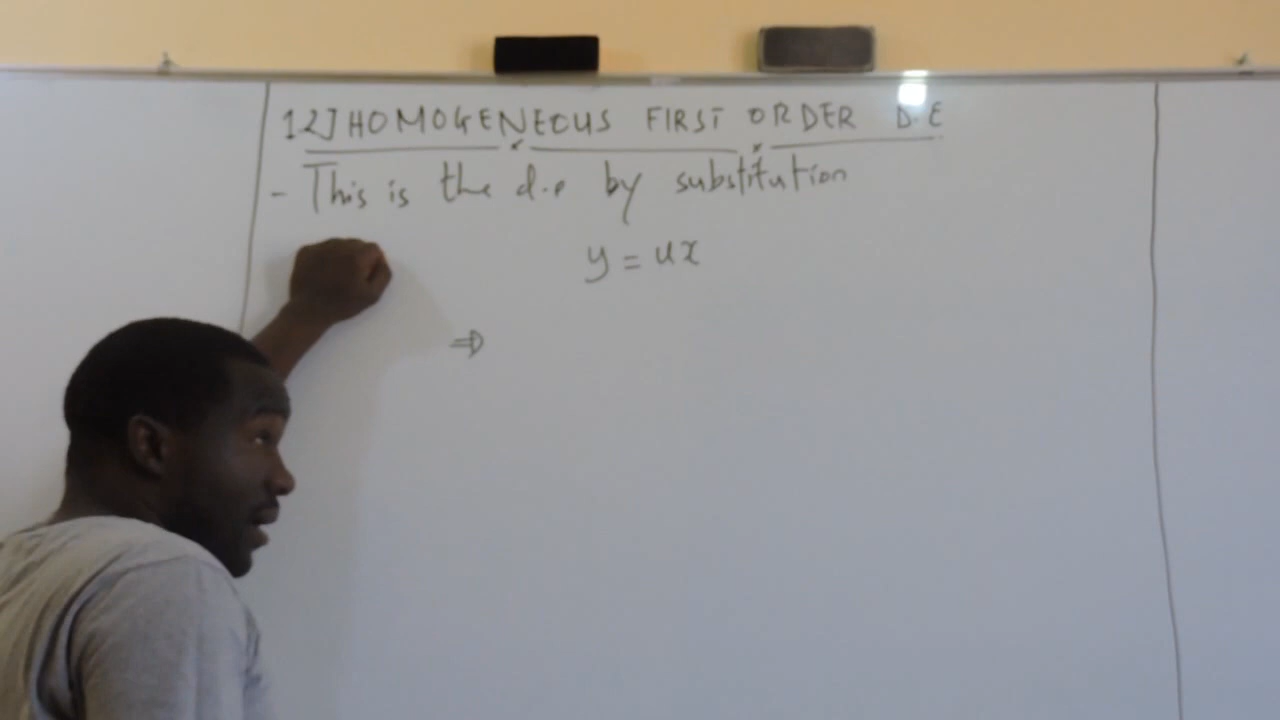 12] HOMOGENEOUS FIRST ORDER D.E
- This is the d.e by substitution
y = ux
⇒